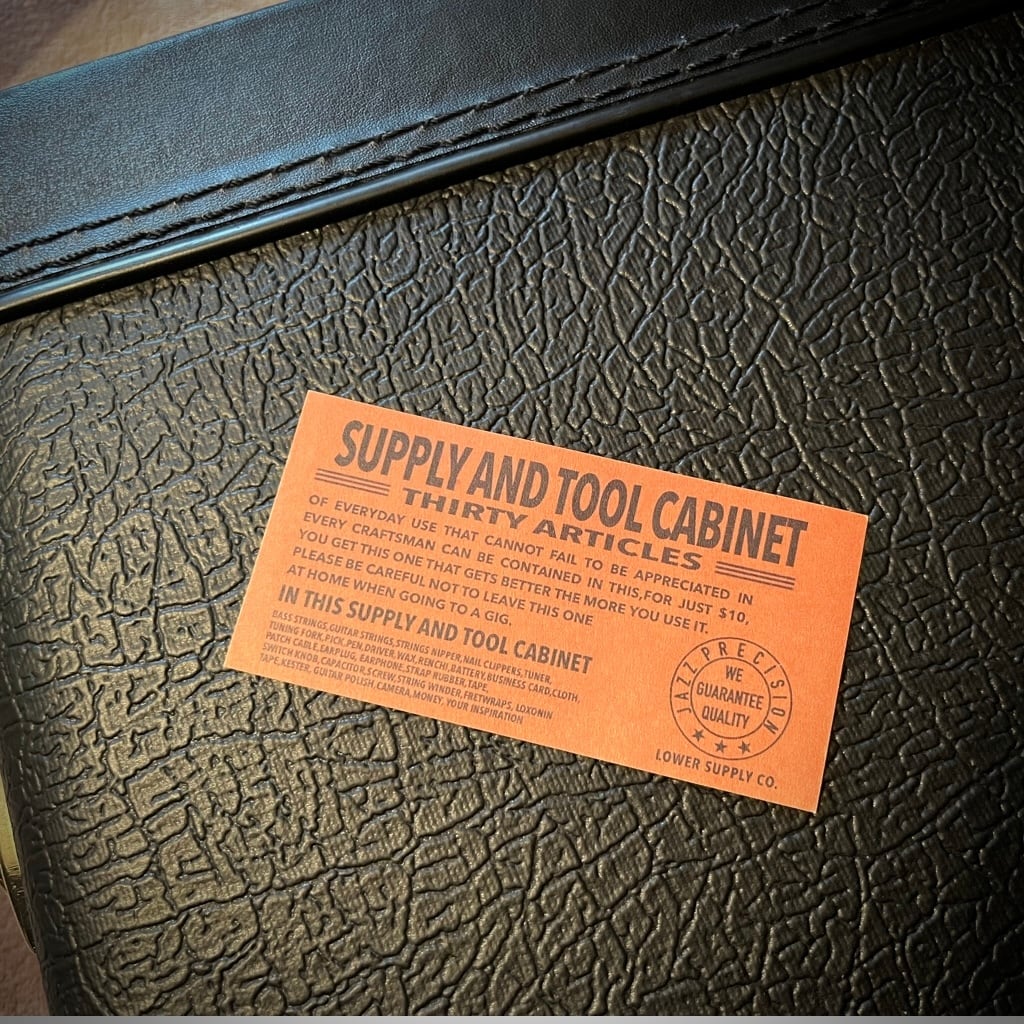 SUPPLY AND TOOL CABINET
THIRTY ARTICLES
OF EVERYDAY USE THAT CANNOT FAIL TO BE APPRECIATED IN
EVERY CRAFTSMAN CAN BE CONTAINED IN THIS,FOR JUST $10,
YOU GET THIS ONE THAT GETS BETTER THE MORE YOU USE IT.
PLEASE BE CAREFUL NOT TO LEAVE THIS ONE
AT HOME WHEN GOING TO A GIG.
IN THIS SUPPLY AND TOOL CABINET
BASS STRINGS,GUITAR STRINGS,STRINGS NIPPER,NAIL CLIPPERS,TUNER,
TUNING FORK,PICK,PEN,DRIVER,WAX,RENCHI,BATTERY,BUSINESS CARD,CLOTH,
PATCH CABLE,EARPLUG, EARPHONE,STRAP RUBBER,TAPE,
SWITCH KNOB, CAPACITOR,SCREW,STRING WINDER,FRETWRAPS, LOXONIN
TAPE,KESTER, GUITAR POLISH,CAMERA,MONEY, YOUR INSPIRATION
JAZZ PRECISION
WE
GUARANTEE
QUALITY
LOWER SUPPLY CO.